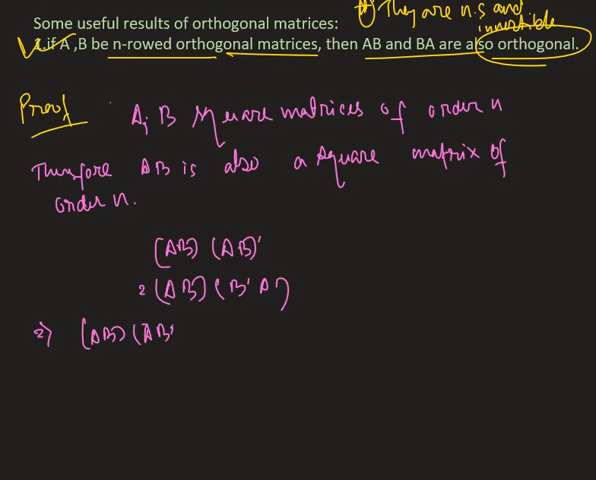 Some useful results of orthogonal matrices:
They are n.s and
invertible
1.if A ,B be n-rowed orthogonal matrices, then AB and BA are also orthogonal.
Proof A, B square matrices of order n
Therefore AB is also a square matrix of
order n.
(AB) (AB)'
= (AB) (B' A')
⇒ (AB) (AB)'